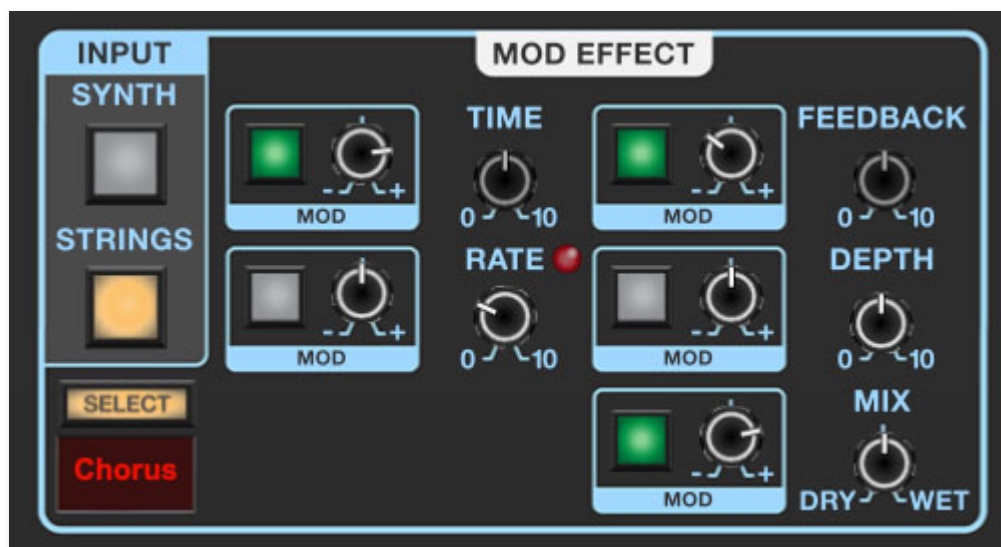 INPUT
MOD EFFECT
SYNTH
TIME
FEEDBACK
- +
0 10
- +
0 10
MOD
MOD
STRINGS
RATE
DEPTH
- +
0 10
- +
0 10
MOD
MOD
SELECT
MIX
Chorus
- +
DRY WET
MOD